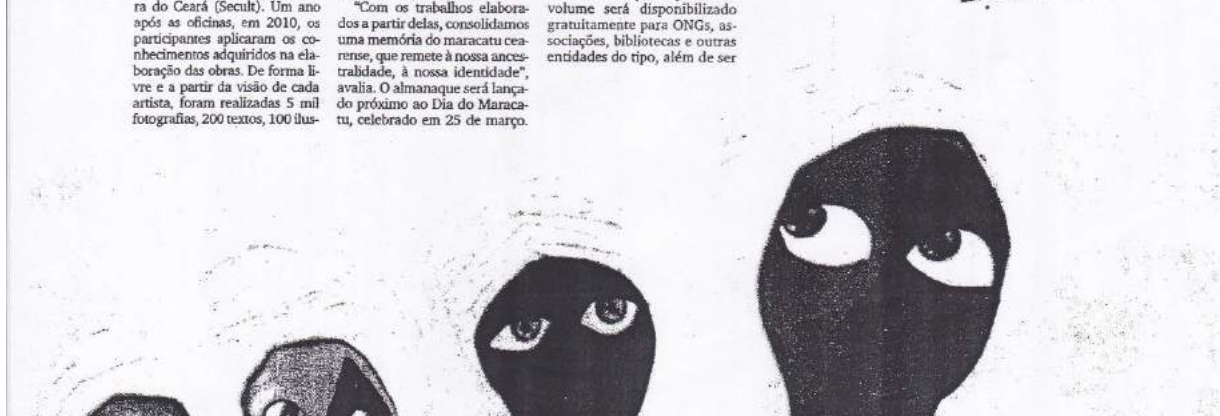 ra do Ceará (Secult). Um ano
após as oficinas, em 2010, os
participantes aplicaram os co-
nhecimentos adquiridos na ela-
boração das obras. De forma li-
vre e a partir da visão de cada
artista, foram realizadas 5 mil
fotografias, 200 textos, 100 ilus-
"Com os trabalhos elabora-
dos a partir delas, consolidamos
uma memória do maracatu cea-
rense, que remete à nossa ances-
tralidade, à nossa identidade",
avalia. O almanaque será lança-
do próximo ao Dia do Maraca-
tu, celebrado em 25 de março.
volume será disponibilizado
gratuitamente para ONGs, as-
sociações, bibliotecas e outras
entidades do tipo, além de ser